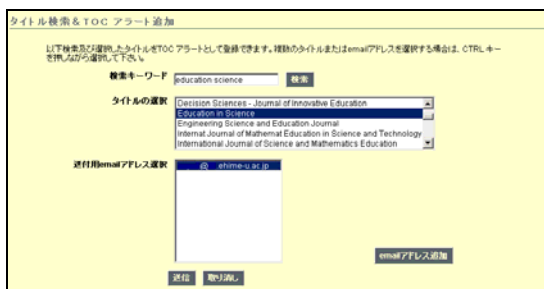 タイトル検索&TOC アラート追加
以下検索及び選択したタイトルをTOC アラートとして登録できます。複数のタイトルまたはemailアドレスを選択する場合は、CTRL キー
を押しながら選択して下さい。
検索キーワード education science 検索
タイトルの選択 Decision Sciences - Journal of Innovative Education
Education in Science
Engineering Science and Education Journal
Internat Journal of Mathemat Education in Science and Technology
International Journal of Science and Mathematics Education
送付用emailアドレス選択 @ .ehime-u.ac.jp
emailアドレス追加
送信 取り消し